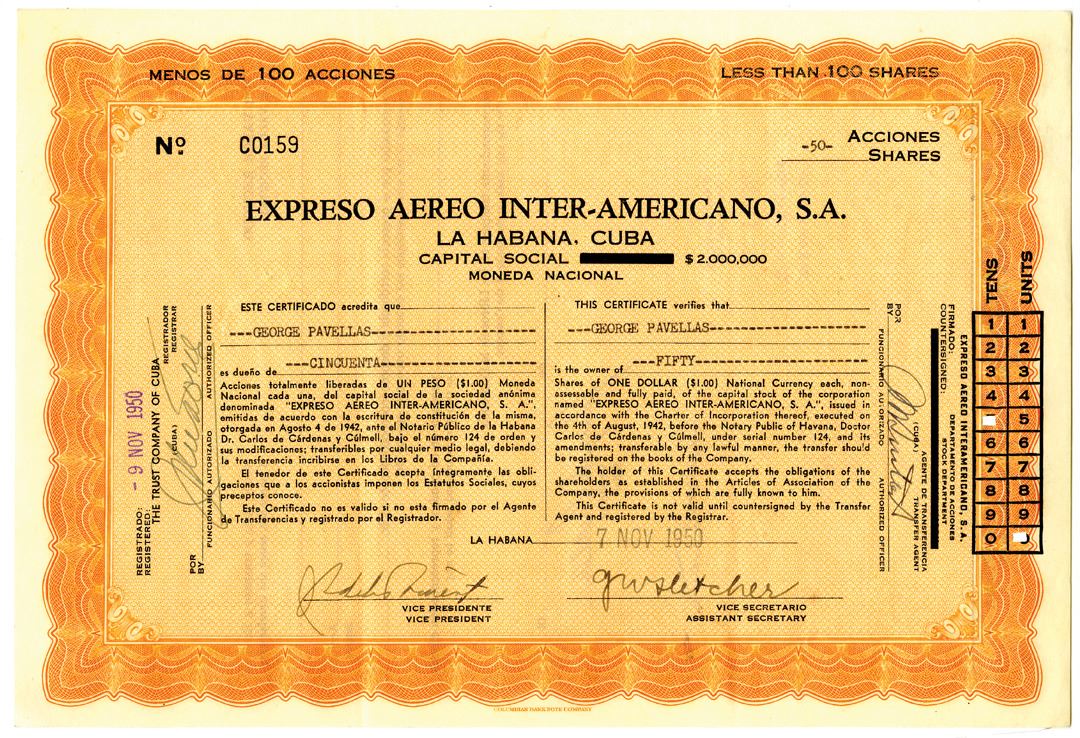 MENOS DE 100 ACCIONES
LESS THAN 100 SHARES
Nº. C0159
-50- ACCIONES
SHARES
EXPRESO AEREO INTER-AMERICANO, S.A.
LA HABANA, CUBA
CAPITAL SOCIAL $2.000,000
MONEDA NACIONAL
ESTE CERTIFICADO acredita que
---GEORGE PAVELLAS---
---CINCUENTA---
es dueño de
Acciones totalmente liberadas de UN PESO ($1.00) Moneda
Nacional cada una, del capital social de la sociedad anónima
denominada "EXPRESO AEREO INTER-AMERICANO, S. A.",
emitidas de acuerdo con la escritura de constitución de la misma,
otorgada en Agosto 4 de 1942, ante el Notario Público de la Habana
Dr. Carlos de Cárdenas y Cúlmell, bajo el número 124 de orden y
sus modificaciones; transferibles por cualquier medio legal, debiendo
la transferencia incribirse en los Libros de la Compañía.
El tenedor de este Certificado acepta íntegramente las obli-
gaciones que a los accionistas imponen los Estatutos Sociales, cuyos
preceptos conoce.
Este Certificado no es valido si no esta firmado por el Agente
de Transferencias y registrado por el Registrador.
THIS CERTIFICATE verifies that
---GEORGE PAVELLAS---
---FIFTY---
is the owner of
Shares of ONE DOLLAR ($1.00) National Currency each, non-
assessable and fully paid, of the capital stock of the corporation
named "EXPRESO AEREO INTER-AMERICANO, S. A.", issued in
accordance with the Charter of Incorporation thereof, executed on
the 4th of August, 1942, before the Notary Public of Havana, Doctor
Carlos de Cárdenas y Cúlmell, under serial number 124, and its
amendments; transferable by any lawful manner, the transfer should
be registered on the books of the Company.
The holder of this Certificate accepts the obligations of the
shareholders as established in the Articles of Association of the
Company, the provisions of which are fully known to him.
This Certificate is not valid until countersigned by the Transfer
Agent and registered by the Registrar.
LA HABANA 7 NOV 1950
VICE PRESIDENTE
VICE PRESIDENT
gwfletcher
VICE SECRETARIO
ASSISTANT SECRETARY
REGISTRADO:
REGISTERED:
- 9 NOV 1950
THE TRUST COMPANY OF CUBA
REGISTRADOR
REGISTRAR
(CUBA)
POR
BY
FUNCIONARIO AUTORIZADO AUTHORIZED OFFICER
POR
BY
FUNCIONARIO AUTORIZADO AUTHORIZED OFFICER
(CUBA) AGENTE DE TRANSFERENCIA
TRANSFER AGENT
FIRMADO:
COUNTERSIGNED:
DEPARTAMENTO DE ACCIONES
STOCK DEPARTMENT
EXPRESO AEREO INTERAMERICANO, S.A.
TENS UNITS
1 1
2 2
3 3
4 4
5
6 6
7 7
8 8
9 9
0
COLUMBIAN BANK NOTE COMPANY